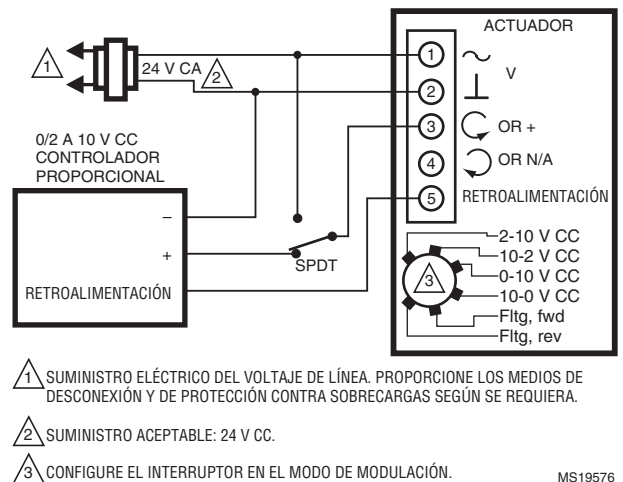 ACTUADOR
1
24 V CA
2
1
V
2
0/2 A 10 V CC
CONTROLADOR
PROPORCIONAL
3
OR +
4
OR N/A
5
RETROALIMENTACIÓN
–
+
SPDT
RETROALIMENTACIÓN
3
2-10 V CC
10-2 V CC
0-10 V CC
10-0 V CC
Fltg, fwd
Fltg, rev
1 SUMINISTRO ELÉCTRICO DEL VOLTAJE DE LÍNEA. PROPORCIONE LOS MEDIOS DE
DESCONEXIÓN Y DE PROTECCIÓN CONTRA SOBRECARGAS SEGÚN SE REQUIERA.
2 SUMINISTRO ACEPTABLE: 24 V CC.
3 CONFIGURE EL INTERRUPTOR EN EL MODO DE MODULACIÓN.
MS19576